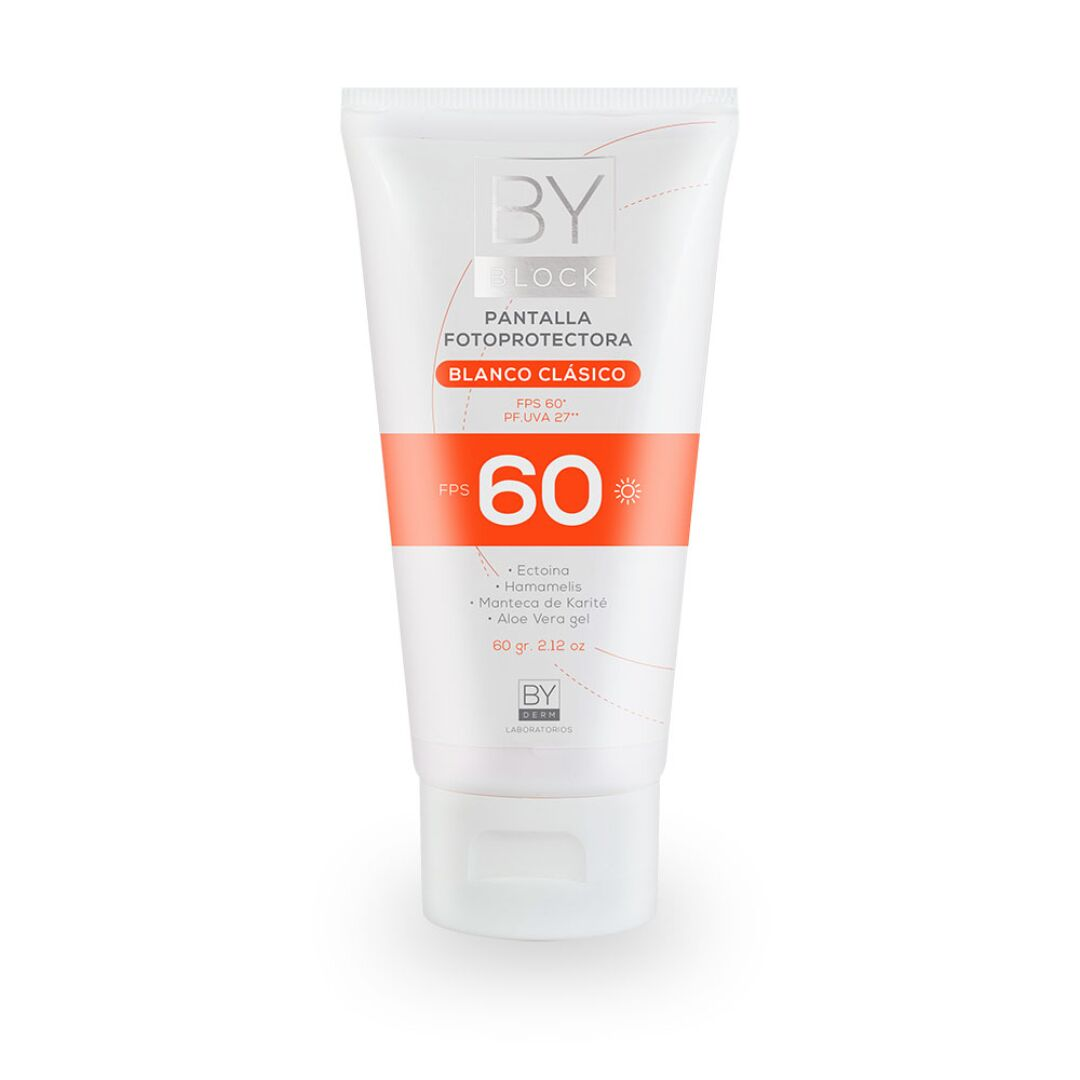 BY
BLOCK
PANTALLA
FOTOPROTECTORA
BLANCO CLÁSICO
FPS 60*
PF.UVA 27**
FPS 60
• Ectoina
• Hamamelis
• Manteca de Karité
• Aloe Vera gel
60 gr. 2.12 oz
BY
DERM
LABORATORIOS